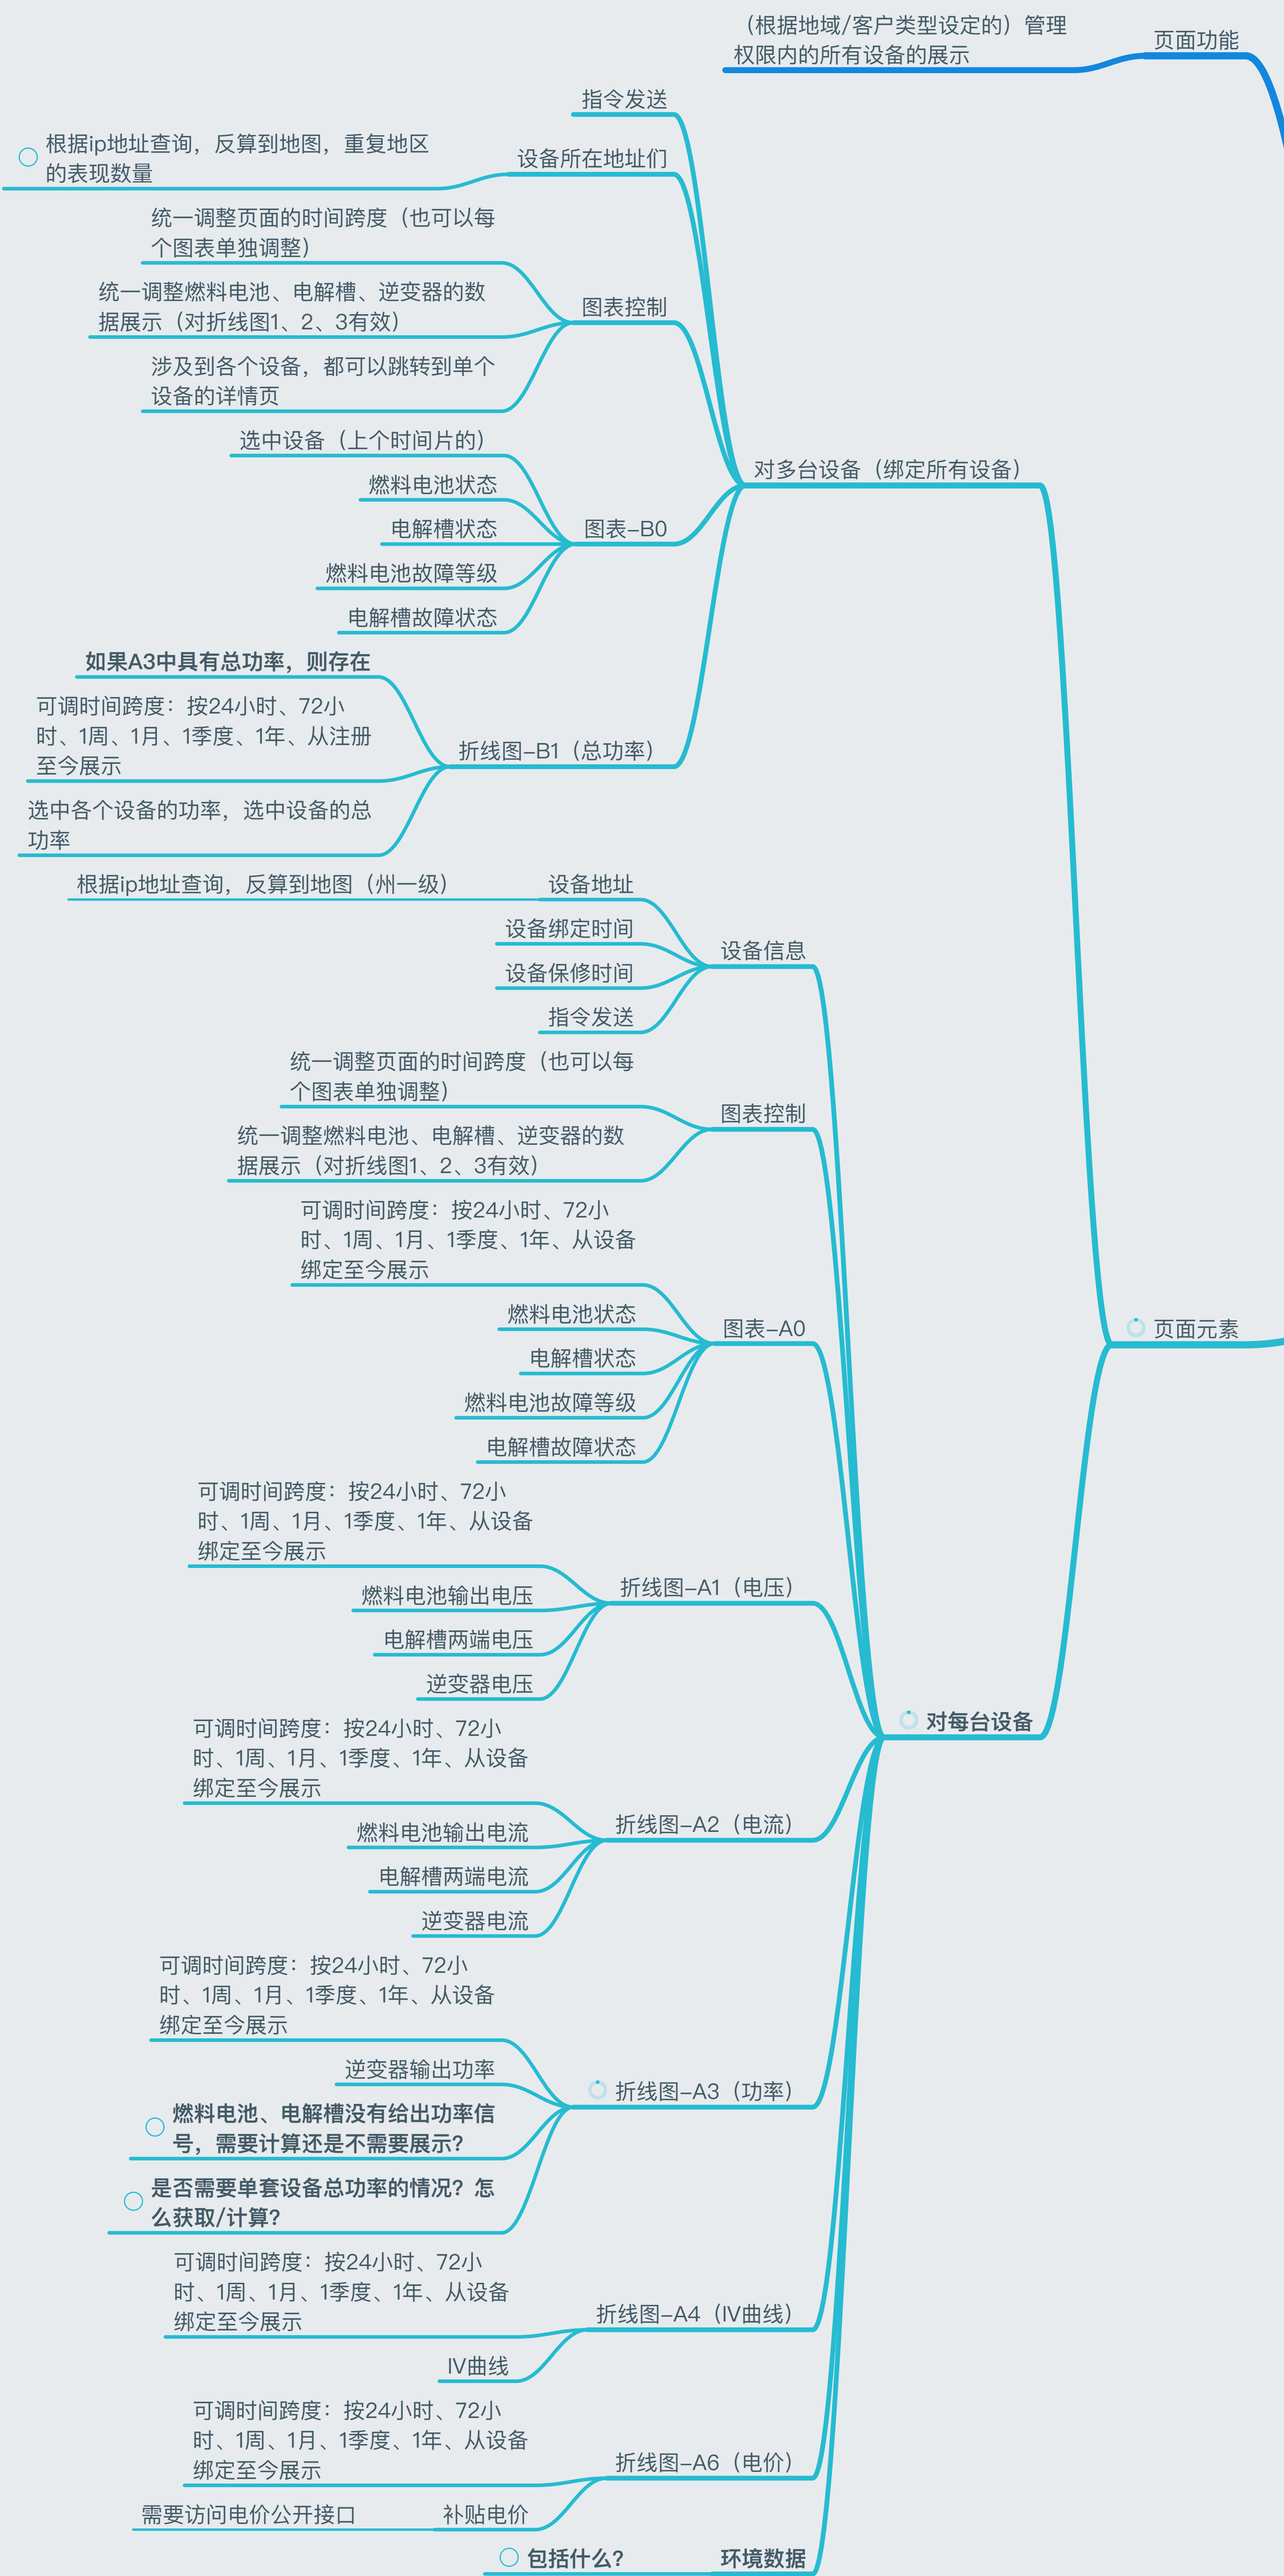 （根据地域/客户类型设定的）管理
权限内的所有设备的展示
页面功能
指令发送
根据ip地址查询，反算到地图，重复地区
的表现数量
设备所在地址们
统一调整页面的时间跨度（也可以每
个图表单独调整）
统一调整燃料电池、电解槽、逆变器的数
据展示（对折线图1、2、3有效）
涉及到各个设备，都可以跳转到单个
设备的详情页
图表控制
选中设备（上个时间片的）
燃料电池状态
电解槽状态
燃料电池故障等级
电解槽故障状态
图表-B0
如果A3中具有总功率，则存在
可调时间跨度：按24小时、72小
时、1周、1月、1季度、1年、从注册
至今展示
选中各个设备的功率，选中设备的总
功率
折线图-B1（总功率）
对多台设备（绑定所有设备）
根据ip地址查询，反算到地图（州一级）
设备地址
设备绑定时间
设备保修时间
指令发送
设备信息
统一调整页面的时间跨度（也可以每
个图表单独调整）
统一调整燃料电池、电解槽、逆变器的数
据展示（对折线图1、2、3有效）
图表控制
可调时间跨度：按24小时、72小
时、1周、1月、1季度、1年、从设备
绑定至今展示
燃料电池状态
电解槽状态
燃料电池故障等级
电解槽故障状态
图表-A0
页面元素
可调时间跨度：按24小时、72小
时、1周、1月、1季度、1年、从设备
绑定至今展示
燃料电池输出电压
电解槽两端电压
逆变器电压
折线图-A1（电压）
对每台设备
可调时间跨度：按24小时、72小
时、1周、1月、1季度、1年、从设备
绑定至今展示
燃料电池输出电流
电解槽两端电流
逆变器电流
折线图-A2（电流）
可调时间跨度：按24小时、72小
时、1周、1月、1季度、1年、从设备
绑定至今展示
逆变器输出功率
燃料电池、电解槽没有给出功率信
号，需要计算还是不需要展示？
是否需要单套设备总功率的情况？怎
么获取/计算？
折线图-A3（功率）
可调时间跨度：按24小时、72小
时、1周、1月、1季度、1年、从设备
绑定至今展示
IV曲线
折线图-A4（IV曲线）
可调时间跨度：按24小时、72小
时、1周、1月、1季度、1年、从设备
绑定至今展示
需要访问电价公开接口
补贴电价
折线图-A6（电价）
包括什么？
环境数据